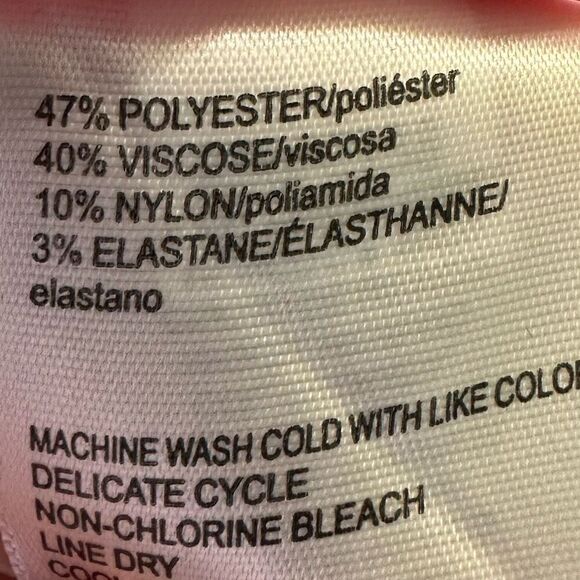 47% POLYESTER/poliéster
40% VISCOSE/viscosa
10% NYLON/poliamida
3% ELASTANE/ÉLASTHANNE/
elastano
MACHINE WASH COLD WITH LIKE
DELICATE CYCLE
NON-CHLORINE BLEACH
LINE DRY